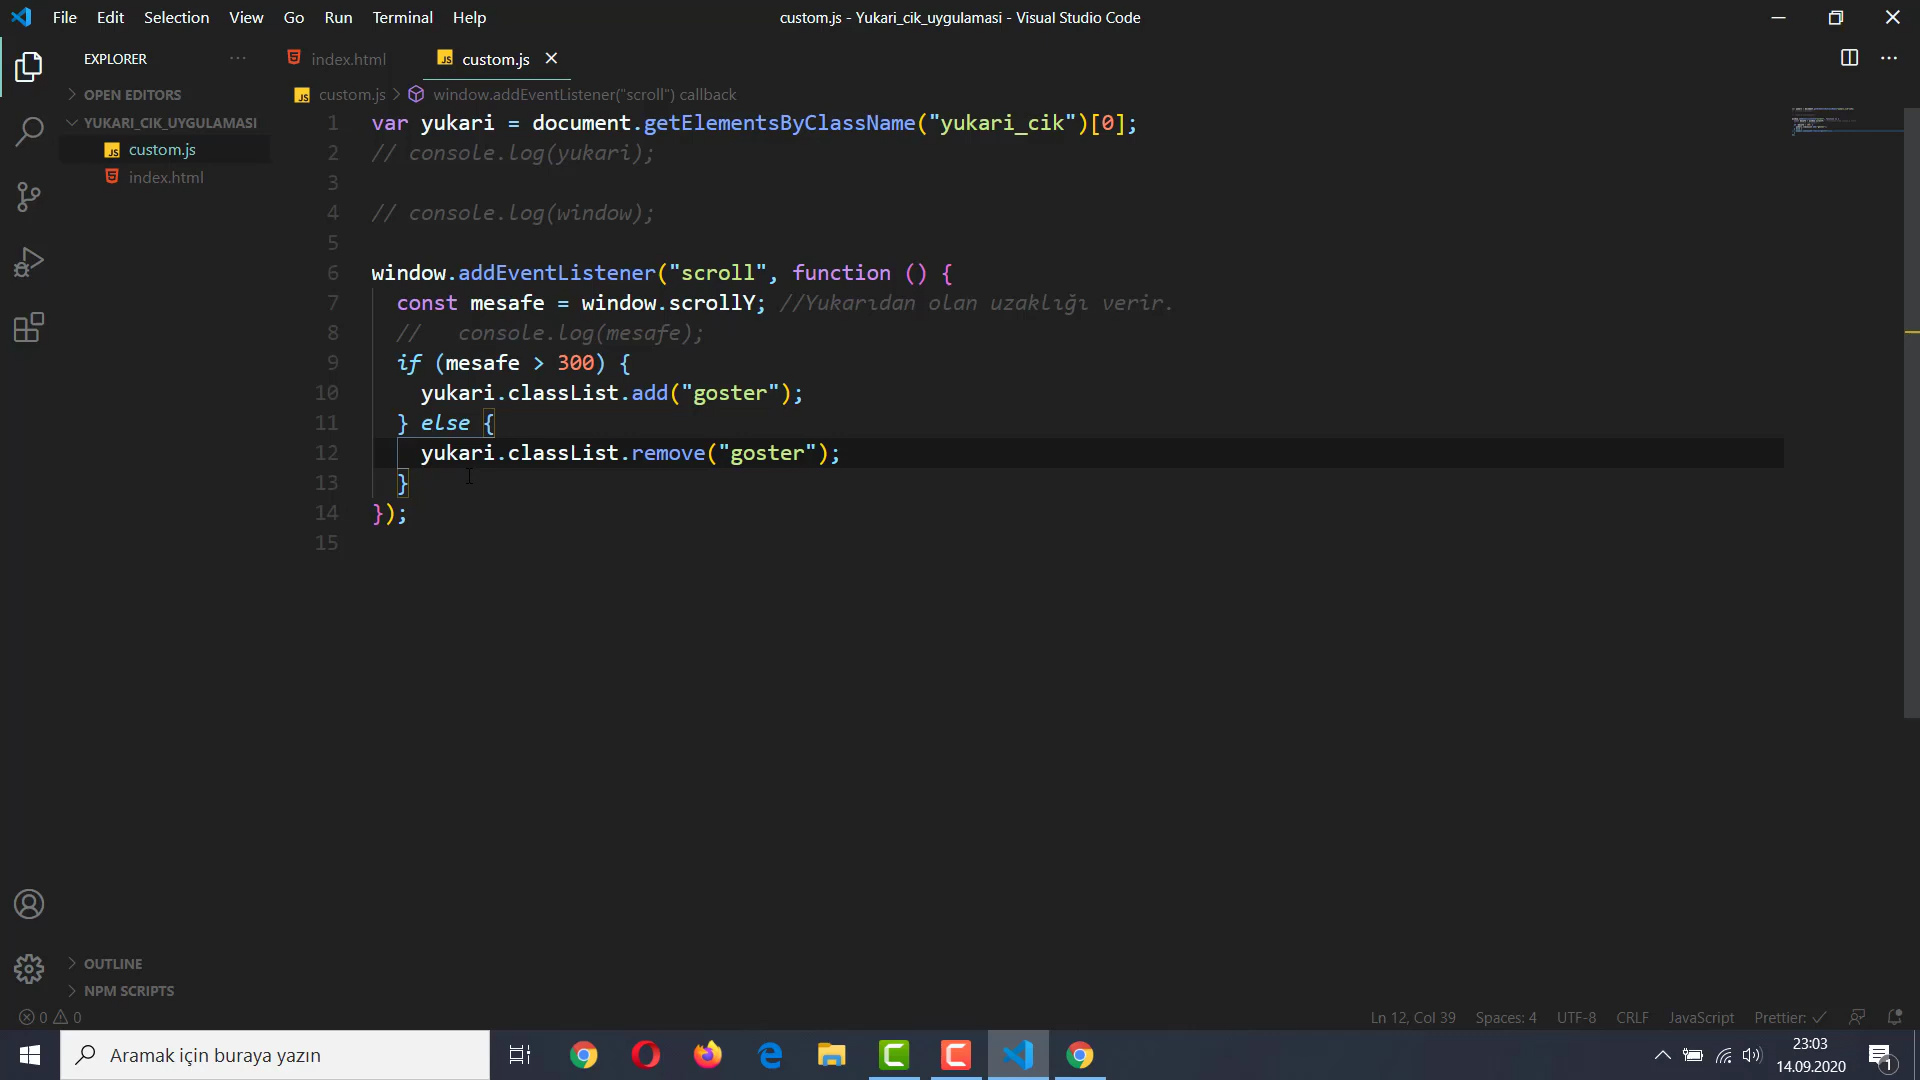 File Edit Selection View Go Run Terminal Help
custom.js - Yukari_cik_uygulamasi - Visual Studio Code
EXPLORER
index.html
custom.js
OPEN EDITORS
custom.js > window.addEventListener("scroll") callback
YUKARI_CIK_UYGULAMASI
custom.js
index.html
1 var yukari = document.getElementsByClassName("yukari_cik")[0];
2 // console.log(yukari);
3
4 // console.log(window);
5
6 window.addEventListener("scroll", function () {
7 const mesafe = window.scrollY; //Yukarıdan olan uzaklığı verir.
8 //   console.log(mesafe);
9 if (mesafe > 300) {
10 yukari.classList.add("goster");
11 } else {
12 yukari.classList.remove("goster");
13 }
14 });
15
OUTLINE
NPM SCRIPTS
0 0
Ln 12, Col 39 Spaces: 4 UTF-8 CRLF JavaScript Prettier: ✓
Aramak için buraya yazın
23:03
14.09.2020
1